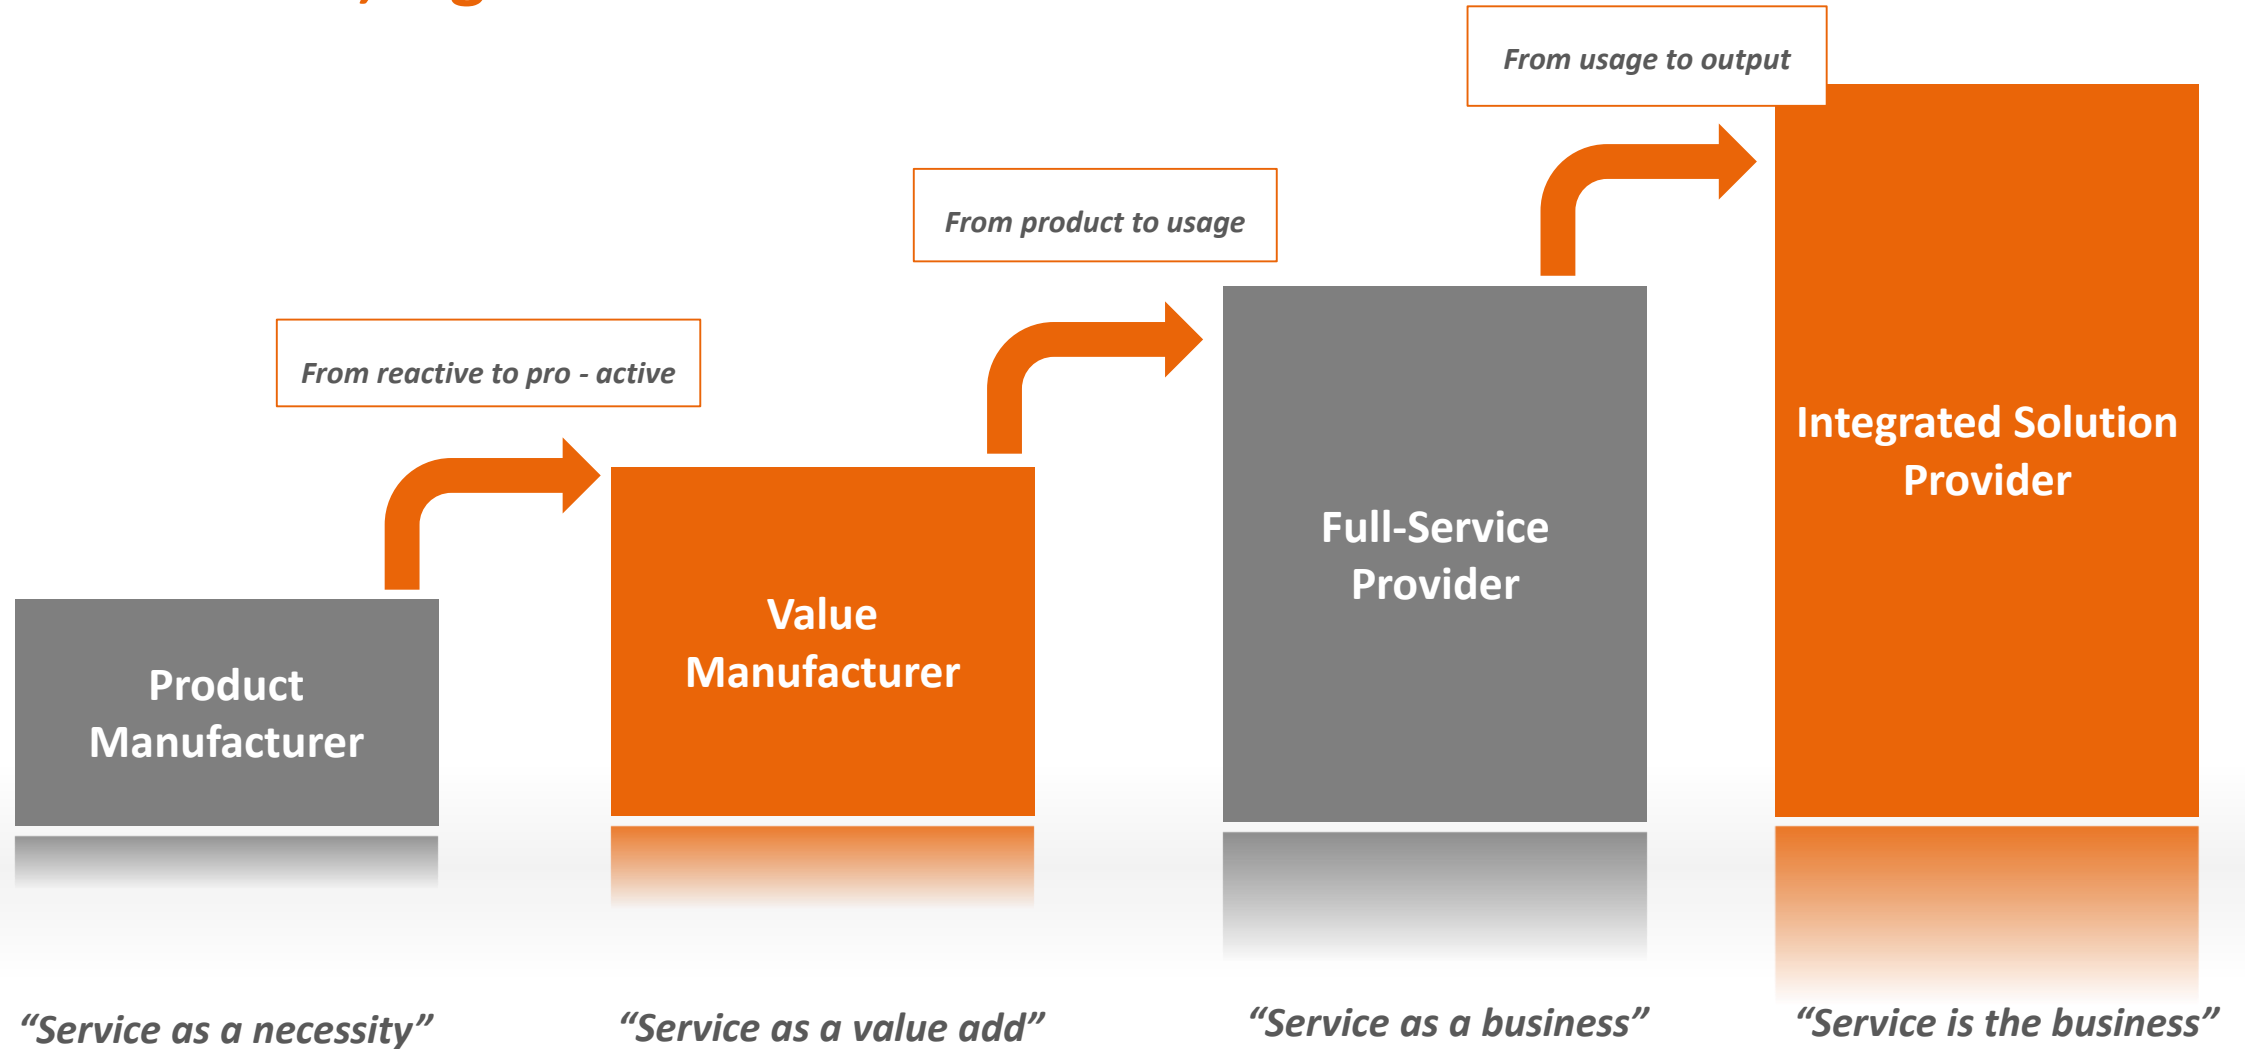 From usage to output
From product to usage
From reactive to pro - active
Integrated Solution
Provider
Full-Service
Provider
Value
Manufacturer
Product
Manufacturer
“Service as a necessity”
“Service as a value add”
“Service as a business”
“Service is the business”